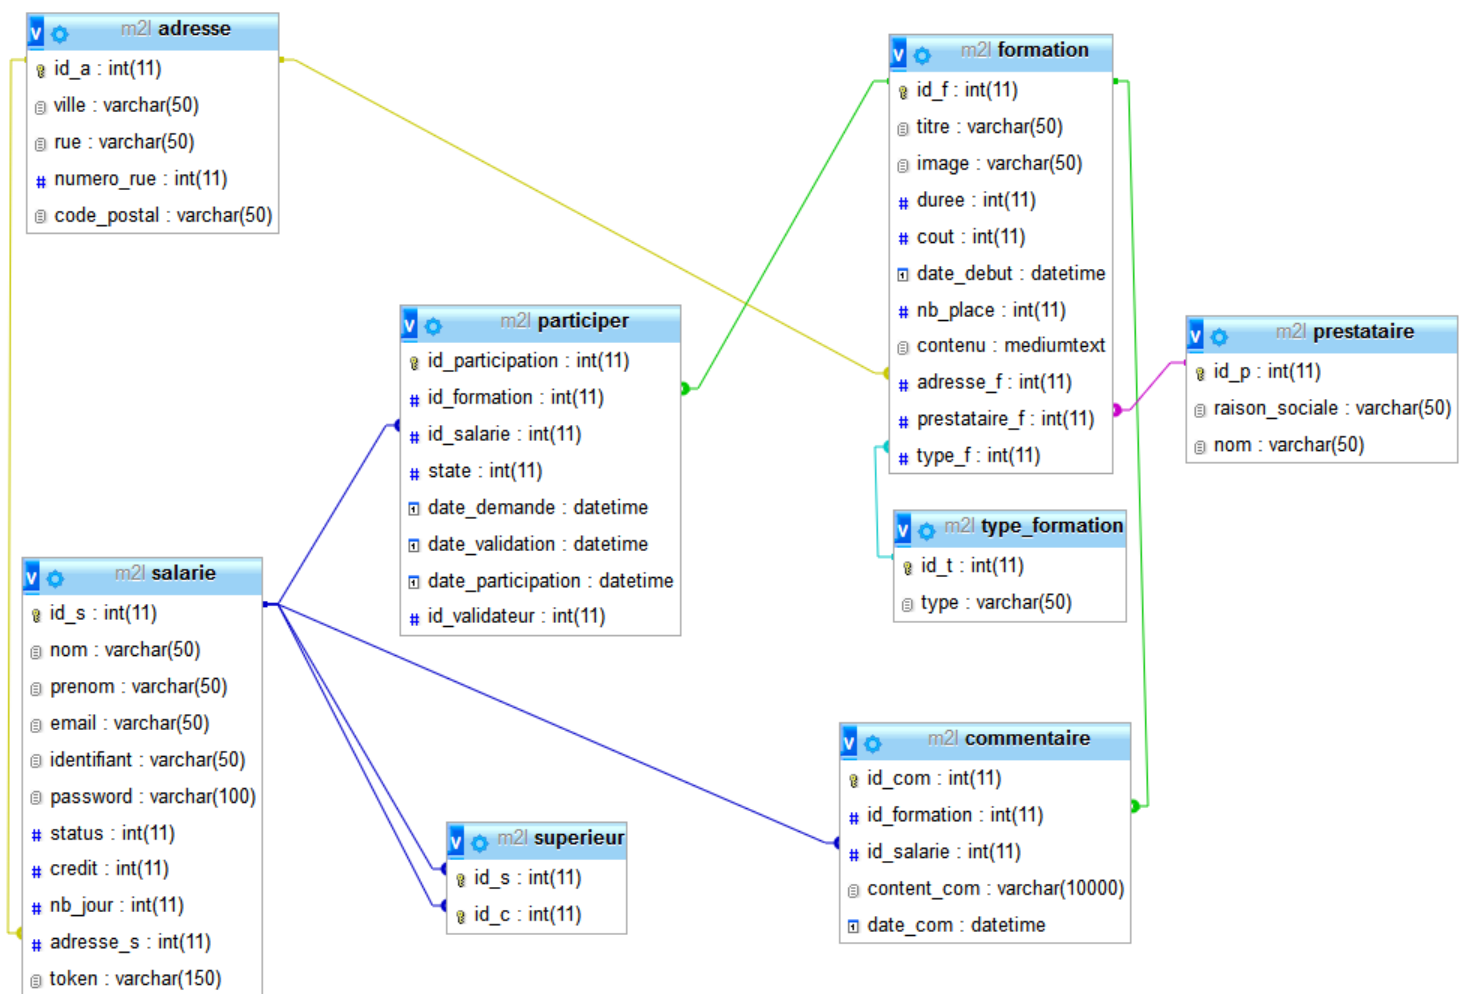 m2l adresse
id_a : int(11)
ville : varchar(50)
rue : varchar(50)
numero_rue : int(11)
code_postal : varchar(50)
m2l formation
id_f : int(11)
titre : varchar(50)
image : varchar(50)
duree : int(11)
cout : int(11)
date_debut : datetime
nb_place : int(11)
contenu : mediumtext
adresse_f : int(11)
prestataire_f : int(11)
type_f : int(11)
m2l participer
id_participation : int(11)
id_formation : int(11)
id_salarie : int(11)
state : int(11)
date_demande : datetime
date_validation : datetime
date_participation : datetime
id_validateur : int(11)
m2l prestataire
id_p : int(11)
raison_sociale : varchar(50)
nom : varchar(50)
m2l type_formation
id_t : int(11)
type : varchar(50)
m2l salarie
id_s : int(11)
nom : varchar(50)
prenom : varchar(50)
email : varchar(50)
identifiant : varchar(50)
password : varchar(100)
status : int(11)
credit : int(11)
nb_jour : int(11)
adresse_s : int(11)
token : varchar(150)
m2l superieur
id_s : int(11)
id_c : int(11)
m2l commentaire
id_com : int(11)
id_formation : int(11)
id_salarie : int(11)
content_com : varchar(10000)
date_com : datetime